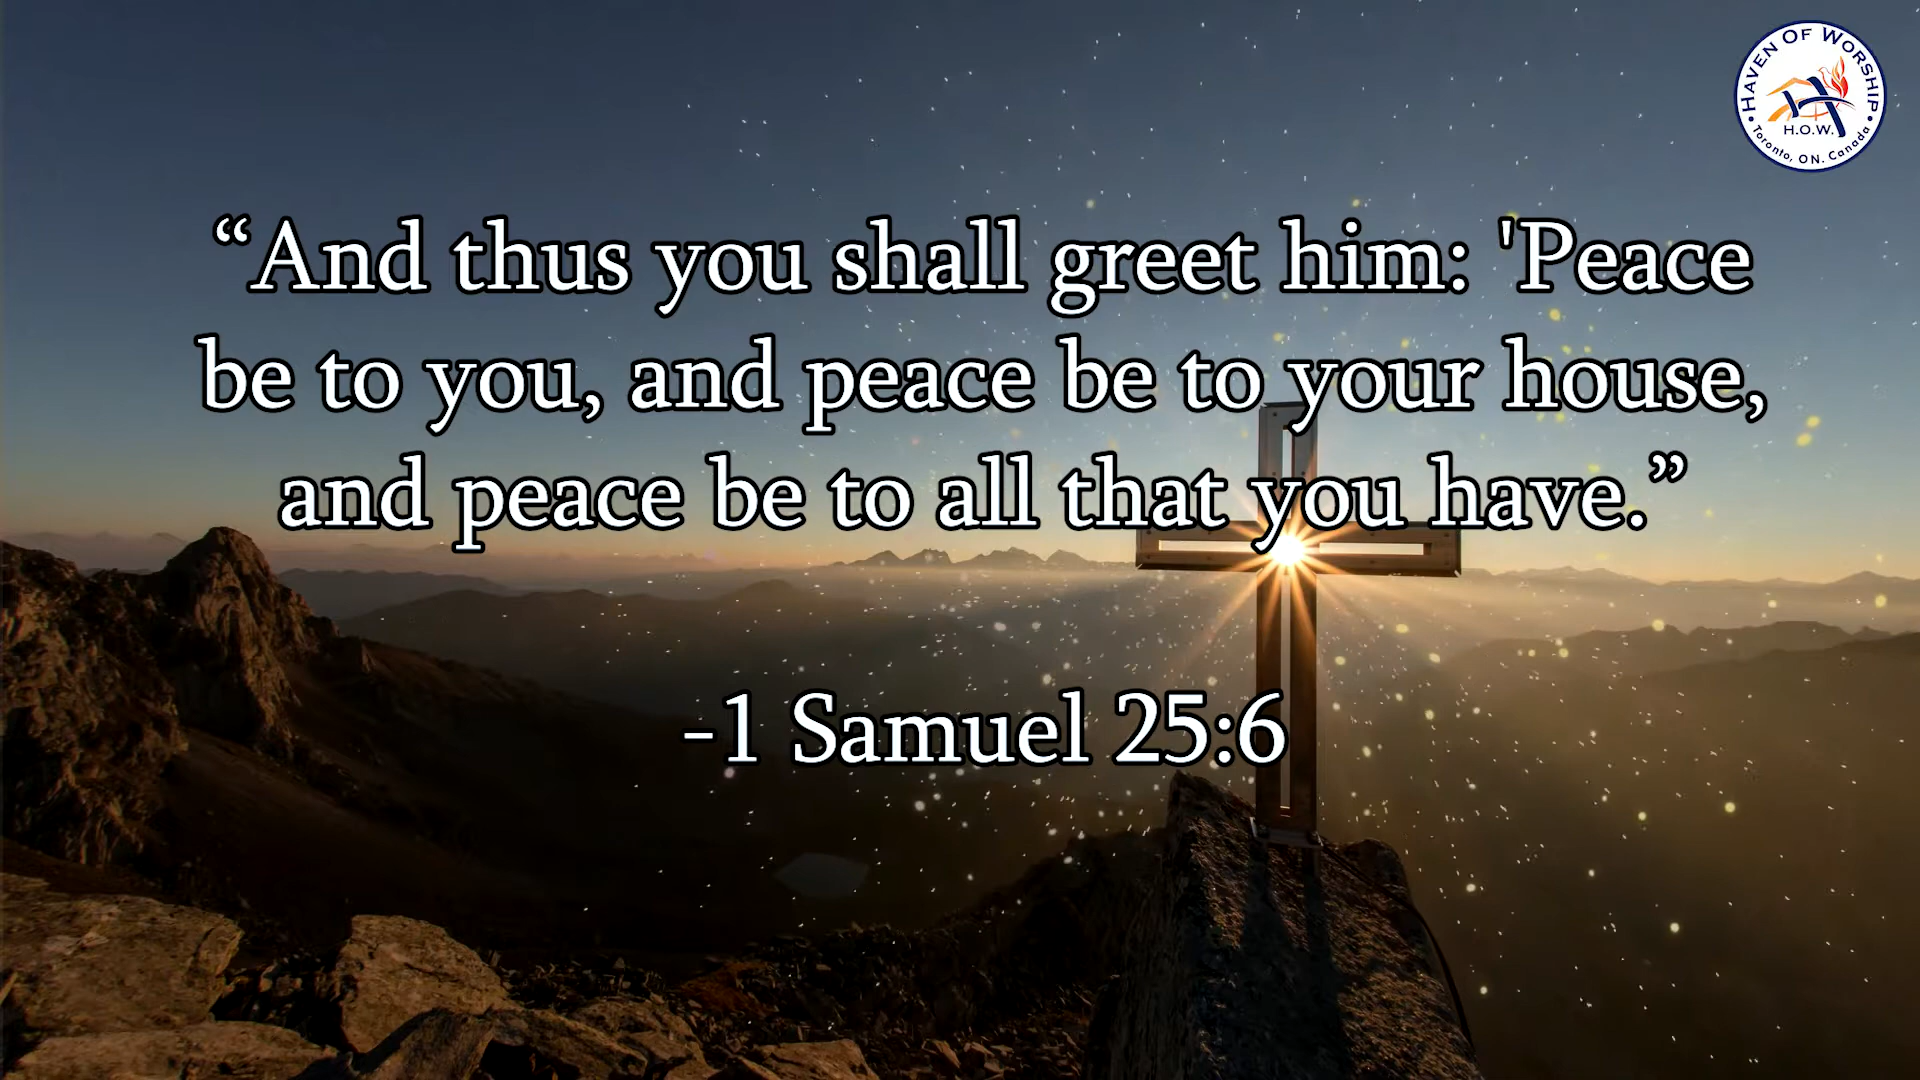 HAVEN OF WORSHIP
H.O.W.
• Toronto, ON. Canada •
“And thus you shall greet him: 'Peace
be to you, and peace be to your house,
and peace be to all that you have.”
-1 Samuel 25:6